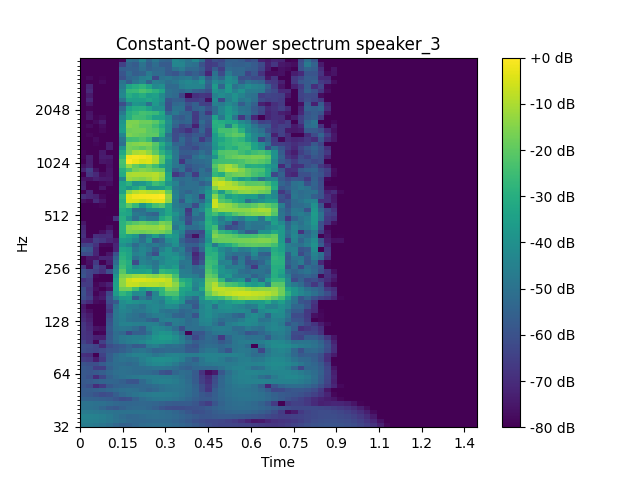 Constant-Q power spectrum speaker_3
Hz
2048
1024
512
256
128
64
32
0 0.15 0.3 0.45 0.6 0.75 0.9 1.1 1.2 1.4
Time
+0 dB
-10 dB
-20 dB
-30 dB
-40 dB
-50 dB
-60 dB
-70 dB
-80 dB